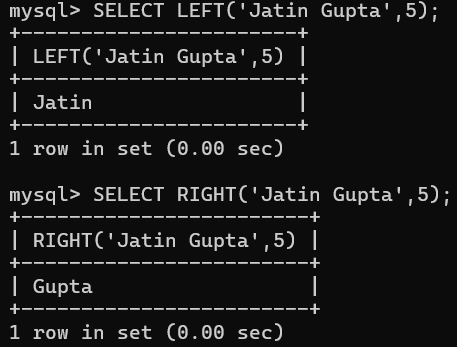 mysql> SELECT LEFT('Jatin Gupta',5);
+-----------------------+
| LEFT('Jatin Gupta',5) |
+-----------------------+
| Jatin                 |
+-----------------------+
1 row in set (0.00 sec)

mysql> SELECT RIGHT('Jatin Gupta',5);
+------------------------+
| RIGHT('Jatin Gupta',5) |
+------------------------+
| Gupta                  |
+------------------------+
1 row in set (0.00 sec)